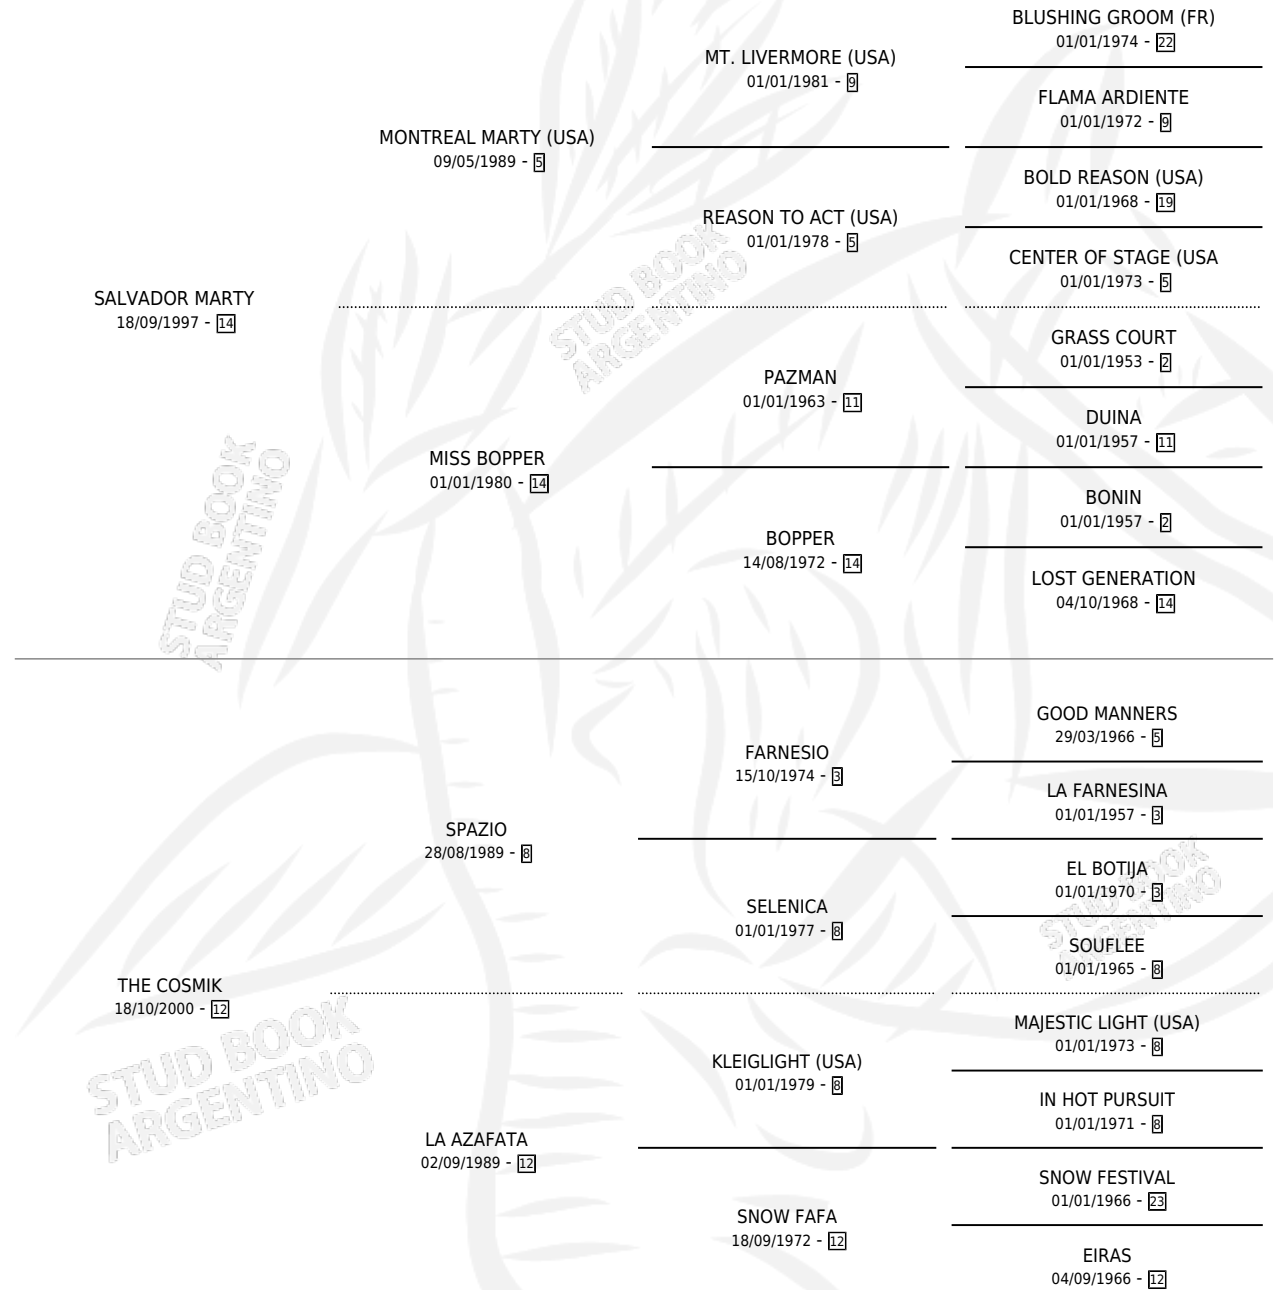 BLUSHING GROOM (FR)
01/01/1974 - 22
MT. LIVERMORE (USA)
01/01/1981 - 9
FLAMA ARDIENTE
01/01/1972 - 9
MONTREAL MARTY (USA)
09/05/1989 - 5
BOLD REASON (USA)
01/01/1968 - 19
REASON TO ACT (USA)
01/01/1978 - 5
CENTER OF STAGE (USA
01/01/1973 - 5
SALVADOR MARTY
18/09/1997 - 14
GRASS COURT
01/01/1953 - 2
PAZMAN
01/01/1963 - 11
DUINA
01/01/1957 - 11
MISS BOPPER
01/01/1980 - 14
BONIN
01/01/1957 - 2
BOPPER
14/08/1972 - 14
LOST GENERATION
04/10/1968 - 14
GOOD MANNERS
29/03/1966 - 5
FARNESIO
15/10/1974 - 3
LA FARNESINA
01/01/1957 - 3
SPAZIO
28/08/1989 - 8
EL BOTIJA
01/01/1970 - 3
SELENICA
01/01/1977 - 8
SOUFLEE
01/01/1965 - 8
THE COSMIK
18/10/2000 - 12
MAJESTIC LIGHT (USA)
01/01/1973 - 8
KLEIGLIGHT (USA)
01/01/1979 - 8
IN HOT PURSUIT
01/01/1971 - 8
LA AZAFATA
02/09/1989 - 12
SNOW FESTIVAL
01/01/1966 - 23
SNOW FAFA
18/09/1972 - 12
EIRAS
04/09/1966 - 12
STUD BOOK
ARGENTINO
STUD BOOK
ARGENTINO
STUD BOOK
ARGENTINO
STUD BOOK
ARGENTINO